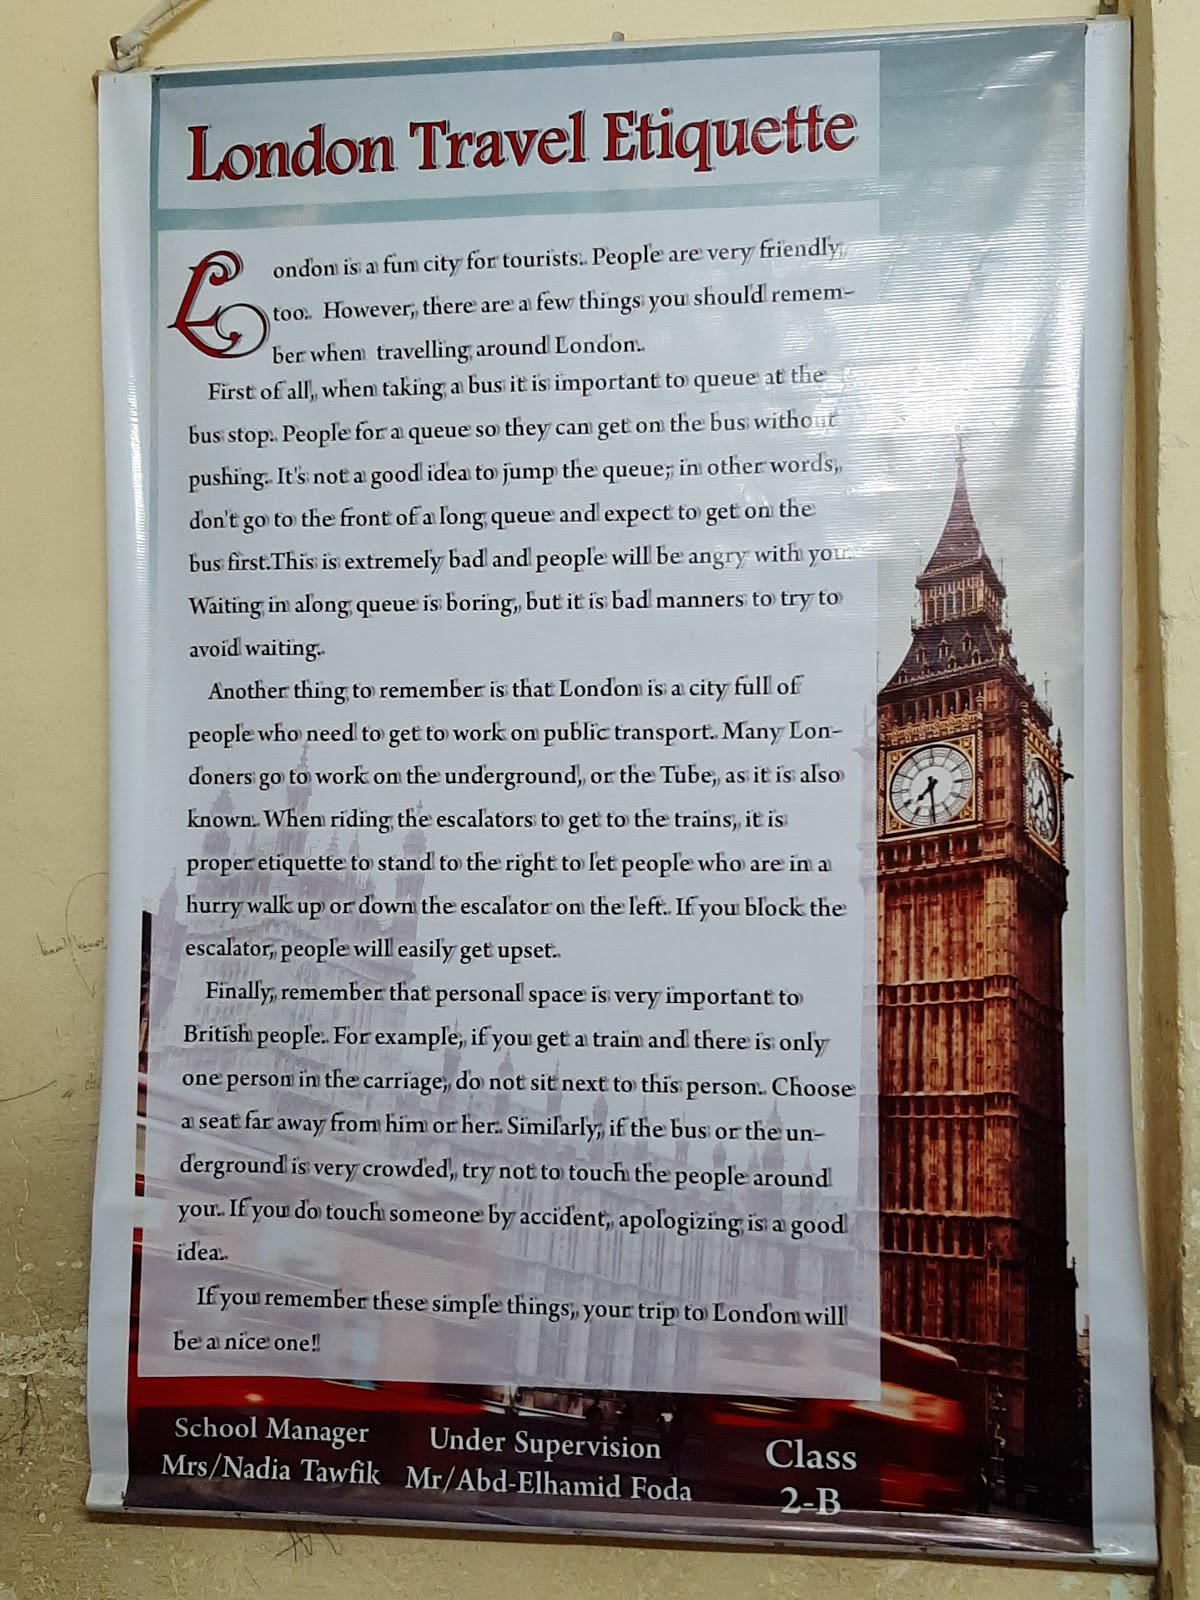 London Travel Etiquette
London is a fun city for tourists. People are very friendly,
too. However, there are a few things you should remem-
ber when travelling around London.
First of all, when taking a bus it is important to queue at the
bus stop. People for a queue so they can get on the bus without
pushing. It's not a good idea to jump the queue; in other words,
don't go to the front of a long queue and expect to get on the
bus first.This is extremely bad and people will be angry with you.
Waiting in along queue is boring, but it is bad manners to try to
avoid waiting.
Another thing to remember is that London is a city full of
people who need to get to work on public transport. Many Lon-
doners go to work on the underground, or the Tube, as it is also
known. When riding the escalators to get to the trains, it is
proper etiquette to stand to the right to let people who are in a
hurry walk up or down the escalator on the left. If you block the
escalator, people will easily get upset.
Finally, remember that personal space is very important to
British people. For example, if you get a train and there is only
one person in the carriage, do not sit next to this person. Choose
a seat far away from him or her. Similarly, if the bus or the un-
derground is very crowded, try not to touch the people around
you. If you do touch someone by accident, apologizing is a good
idea.
If you remember these simple things, your trip to London will
be a nice one!
School Manager
Mrs/Nadia Tawfik
Under Supervision
Mr/Abd-Elhamid Foda
Class
2-B